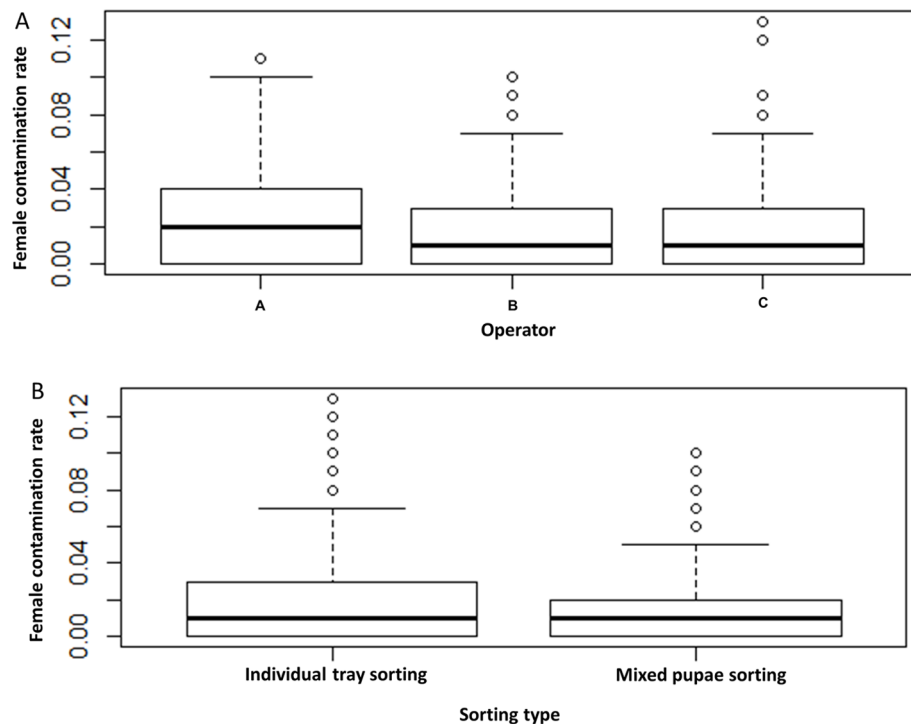 A
Female contamination rate
0.12
0.08
0.04
0.00
A B C
Operator
B
Female contamination rate
0.12
0.08
0.04
0.00
Individual tray sorting Mixed pupae sorting
Sorting type